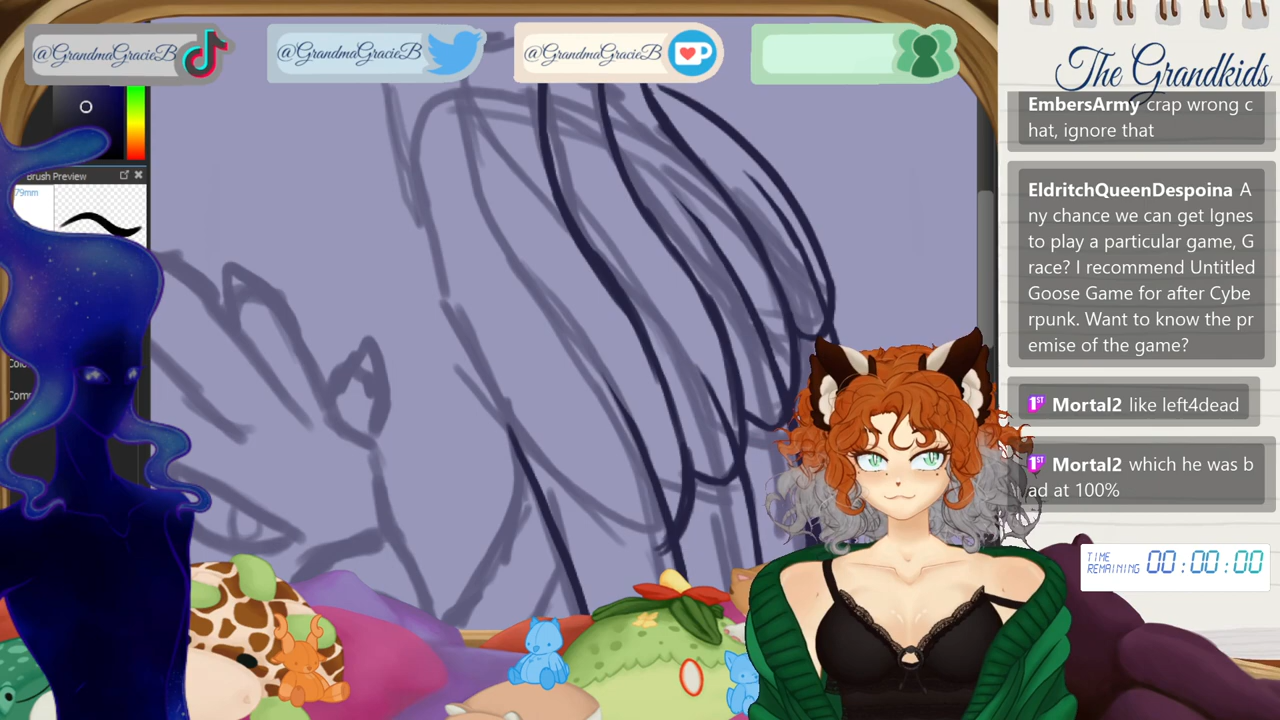 @GrandmaGracieB
@GrandmaGracieB
@GrandmaGracieB
The Grandkids
EmbersArmy crap wrong c
hat, ignore that
EldritchQueenDespoina A
ny chance we can get Ignes
to play a particular game, G
race? I recommend Untitled
Goose Game for after Cybe
rpunk. Want to know the pr
emise of the game?
1ST Mortal2 like left4dead
1ST Mortal2 which he was b
ad at 100%
TIME
REMAINING 00:00:00
Brush Preview
79mm